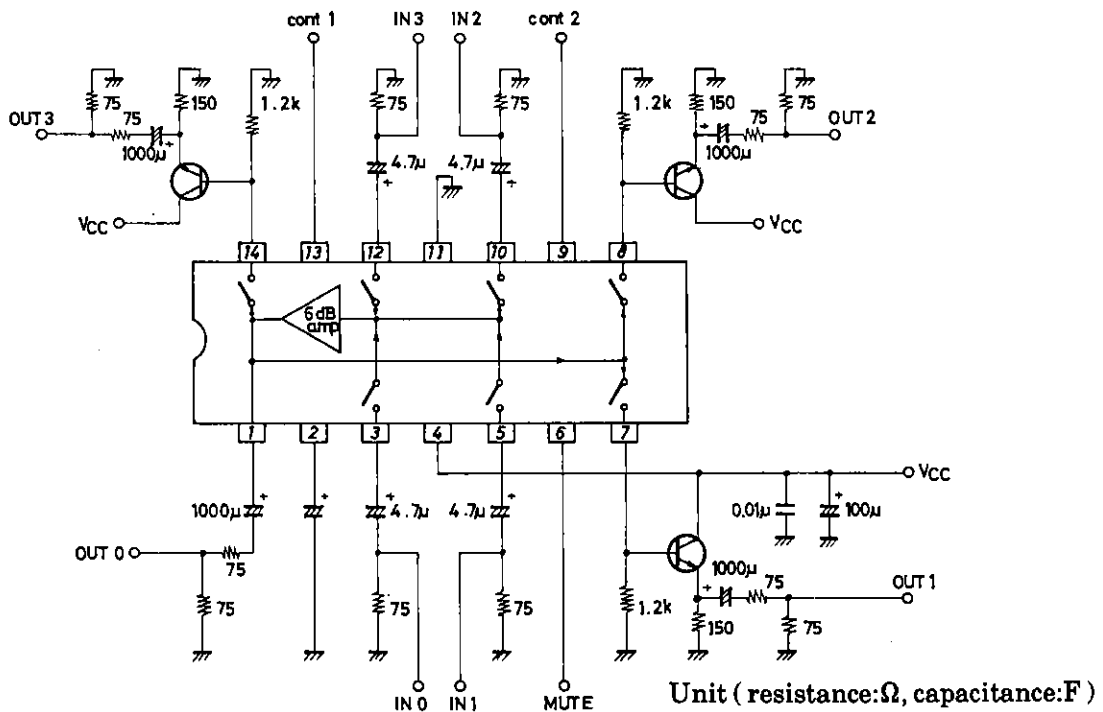 cont 1
IN 3
IN 2
cont 2
75
150
1.2k
75
75
1.2k
150
75
OUT 3
75
1000µ
+
4.7µ
+
4.7µ
+
+
1000µ
75
OUT 2
VCC
VCC
14
13
12
11
10
9
8
6 dB
amp
1
2
3
4
5
6
7
VCC
1000µ
+
+
4.7µ
+
4.7µ
+
0.01µ
+
100µ
OUT 0
75
75
75
75
1.2k
+
1000µ
75
OUT 1
150
75
IN 0
IN 1
MUTE
Unit ( resistance:Ω, capacitance:F )